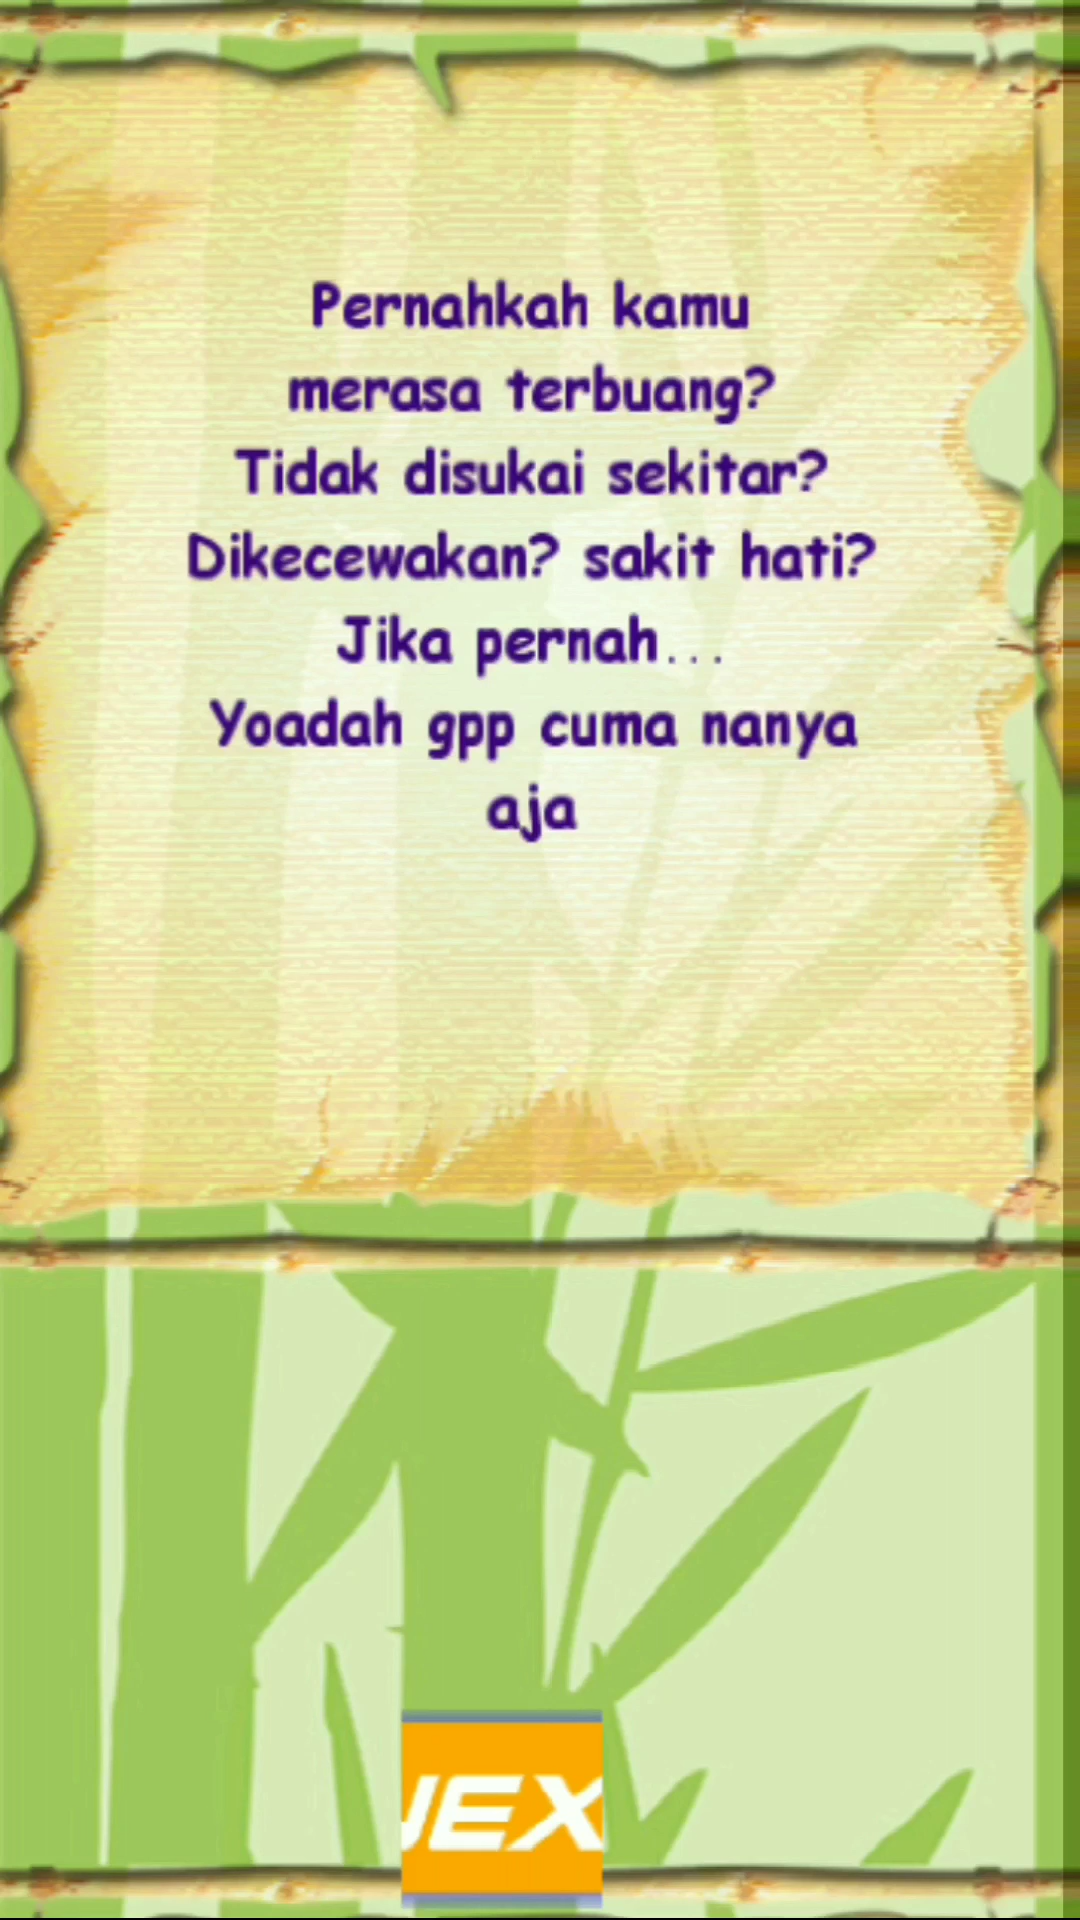 Pernahkah kamu
merasa terbuang?
Tidak disukai sekitar?
Dikecewakan? sakit hati?
Jika pernah...
Yoadah gpp cuma nanya
aja
JEX